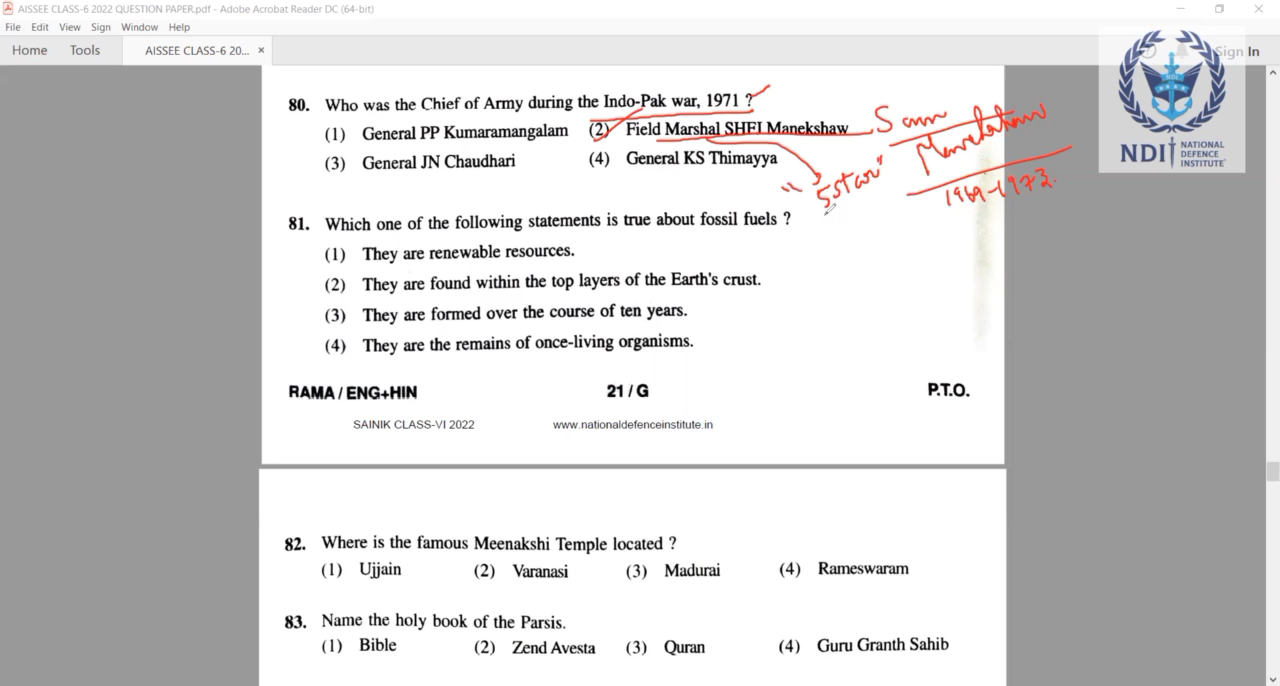 AISSEE CLASS-6 2022 QUESTION PAPER.pdf - Adobe Acrobat Reader DC (64-bit)
File Edit View Sign Window Help
Home Tools AISSEE CLASS-6 20... × Sign In
80. Who was the Chief of Army during the Indo-Pak war, 1971 ?
(1) General PP Kumaramangalam (2) Field Marshal SHFJ Manekshaw
(3) General JN Chaudhari (4) General KS Thimayya
Sam
"5 Star"
1969-1973.
NDI NATIONAL
DEFENCE
INSTITUTE
81. Which one of the following statements is true about fossil fuels ?
(1) They are renewable resources.
(2) They are found within the top layers of the Earth's crust.
(3) They are formed over the course of ten years.
(4) They are the remains of once-living organisms.
RAMA / ENG+HIN 21 / G P.T.O.
SAINIK CLASS-VI 2022 www.nationaldefenceinstitute.in
82. Where is the famous Meenakshi Temple located ?
(1) Ujjain (2) Varanasi (3) Madurai (4) Rameswaram
83. Name the holy book of the Parsis.
(1) Bible (2) Zend Avesta (3) Quran (4) Guru Granth Sahib